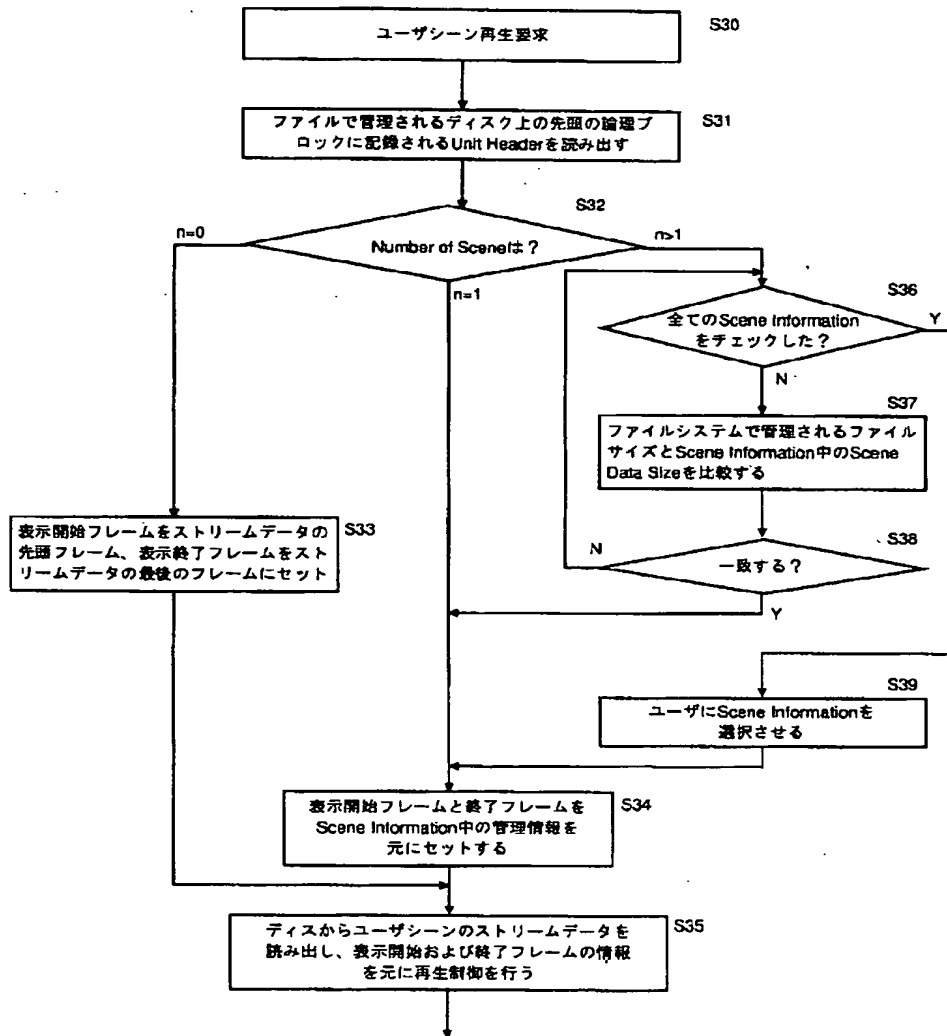 S30
ユーザシーン再生要求
S31
ファイルで管理されるディスク上の先頭の論理ブ
ロックに記録されるUnit Headerを読み出す
S32
n=0
Number of Sceneは？
n>1
n=1
S36
全てのScene Information
をチェックした？
Y
N
S37
ファイルシステムで管理されるファイル
サイズとScene Information中のScene
Data Sizeを比較する
S33
表示開始フレームをストリームデータの
先頭フレーム、表示終了フレームをスト
リームデータの最後のフレームにセット
S38
N
一致する？
Y
S39
ユーザにScene Informationを
選択させる
S34
表示開始フレームと終了フレームを
Scene Information中の管理情報を
元にセットする
S35
ディスからユーザシーンのストリームデータを
読み出し、表示開始および終了フレームの情報
を元に再生制御を行う